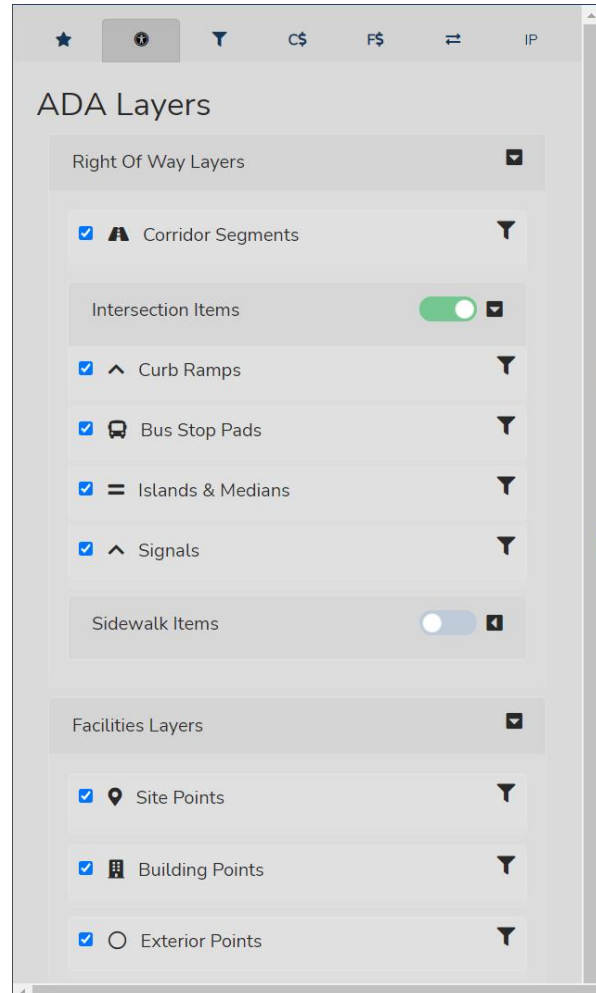 C$ F$ IP
ADA Layers
Right Of Way Layers
Corridor Segments
Intersection Items
Curb Ramps
Bus Stop Pads
Islands & Medians
Signals
Sidewalk Items
Facilities Layers
Site Points
Building Points
Exterior Points